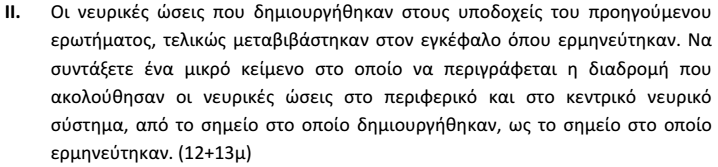 II. Οι νευρικές ώσεις που δημιουργήθηκαν στους υποδοχείς του προηγούμενου
ερωτήματος, τελικώς μεταβιβάστηκαν στον εγκέφαλο όπου ερμηνεύτηκαν. Να
συντάξετε ένα μικρό κείμενο στο οποίο να περιγράφεται η διαδρομή που
ακολούθησαν οι νευρικές ώσεις στο περιφερικό και στο κεντρικό νευρικό
σύστημα, από το σημείο στο οποίο δημιουργήθηκαν, ως το σημείο στο οποίο
ερμηνεύτηκαν. (12+13μ)